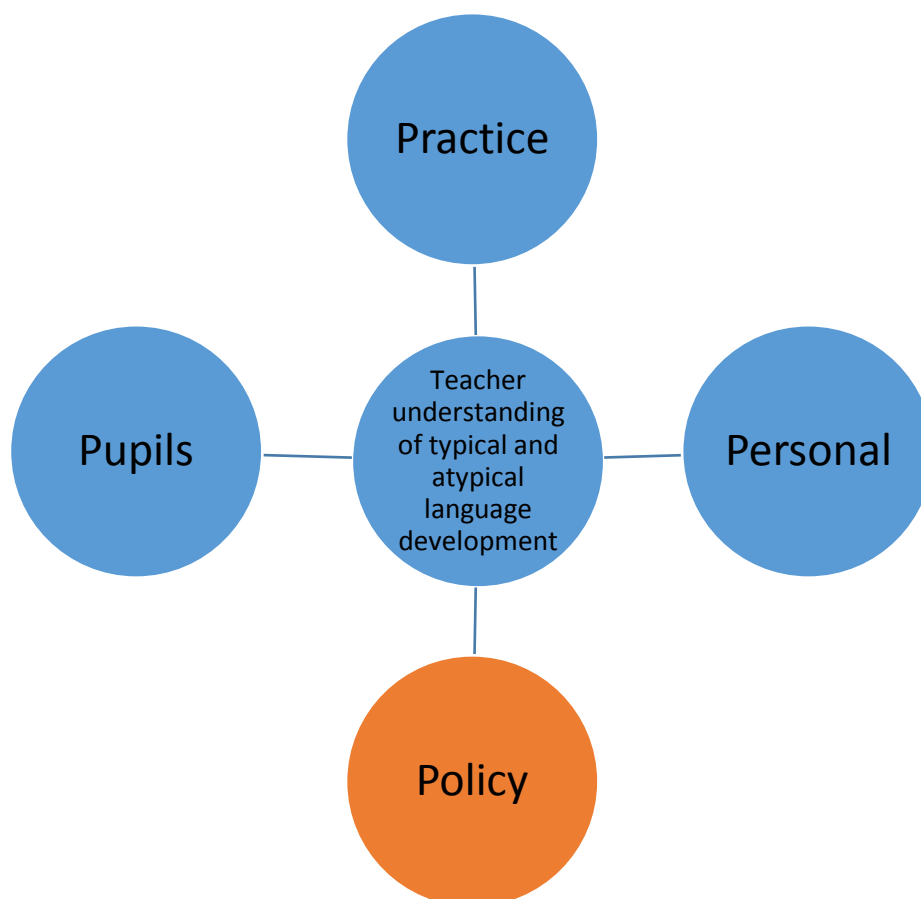 Practice
Pupils
Teacher
understanding
of typical and
atypical
language
development
Personal
Policy